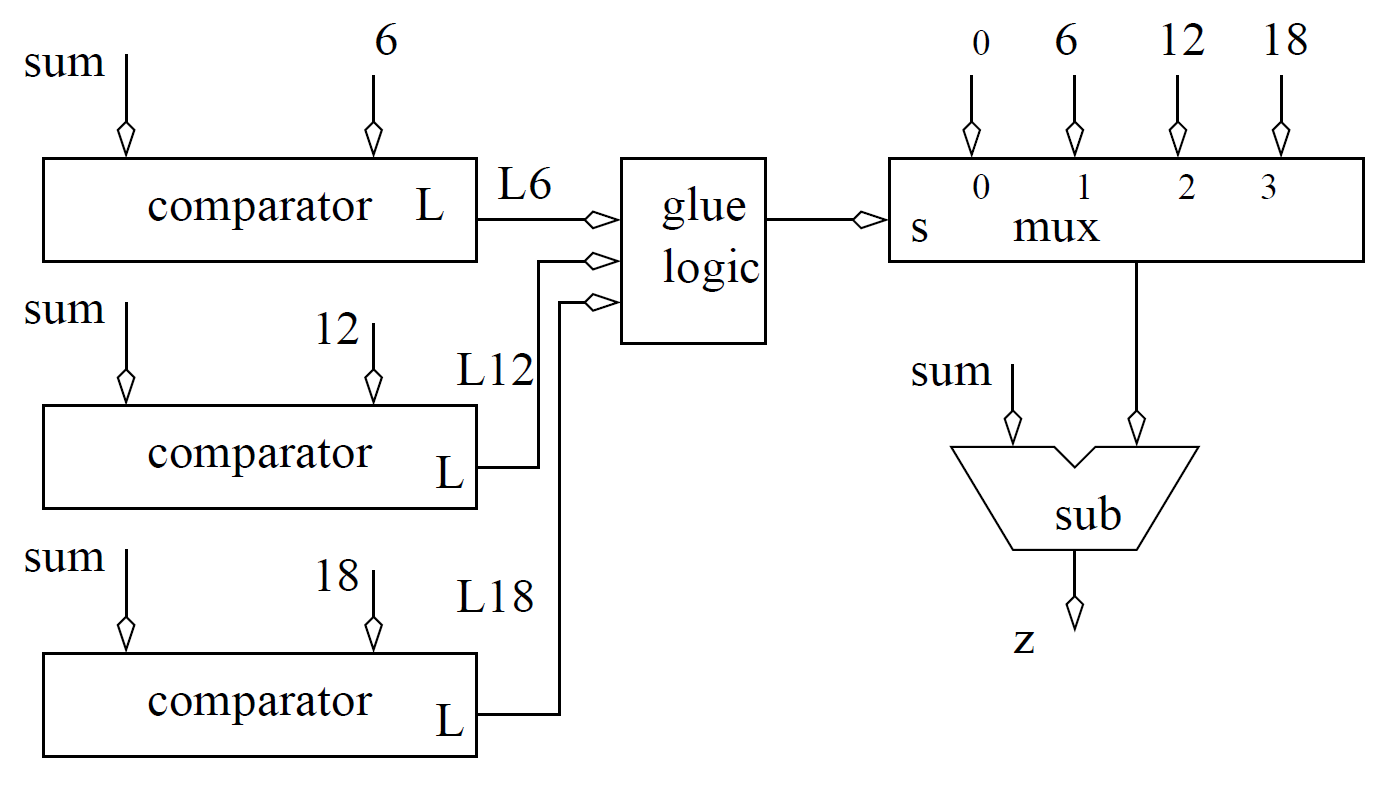 sum
6
comparator L
L6
sum
12
comparator
L
L12
sum
18
comparator
L
L18
glue
logic
0 6 12 18
0 1 2 3
s mux
sum
sub
z